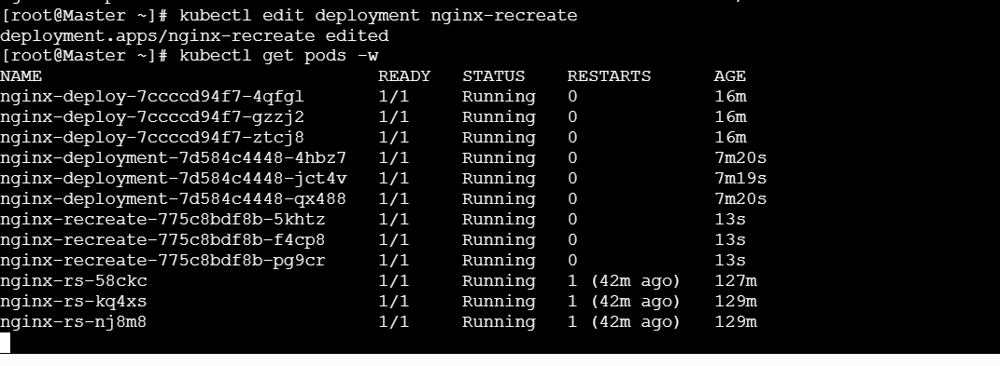 [root@Master ~]# kubectl edit deployment nginx-recreate
deployment.apps/nginx-recreate edited
[root@Master ~]# kubectl get pods -w
NAME READY STATUS RESTARTS AGE
nginx-deploy-7ccccd94f7-4qfgl 1/1 Running 0 16m
nginx-deploy-7ccccd94f7-gzzj2 1/1 Running 0 16m
nginx-deploy-7ccccd94f7-ztcj8 1/1 Running 0 16m
nginx-deployment-7d584c4448-4hbz7 1/1 Running 0 7m20s
nginx-deployment-7d584c4448-jct4v 1/1 Running 0 7m19s
nginx-deployment-7d584c4448-qx488 1/1 Running 0 7m20s
nginx-recreate-775c8bdf8b-5khtz 1/1 Running 0 13s
nginx-recreate-775c8bdf8b-f4cp8 1/1 Running 0 13s
nginx-recreate-775c8bdf8b-pg9cr 1/1 Running 0 13s
nginx-rs-58ckc 1/1 Running 1 (42m ago) 127m
nginx-rs-kq4xs 1/1 Running 1 (42m ago) 129m
nginx-rs-nj8m8 1/1 Running 1 (42m ago) 129m